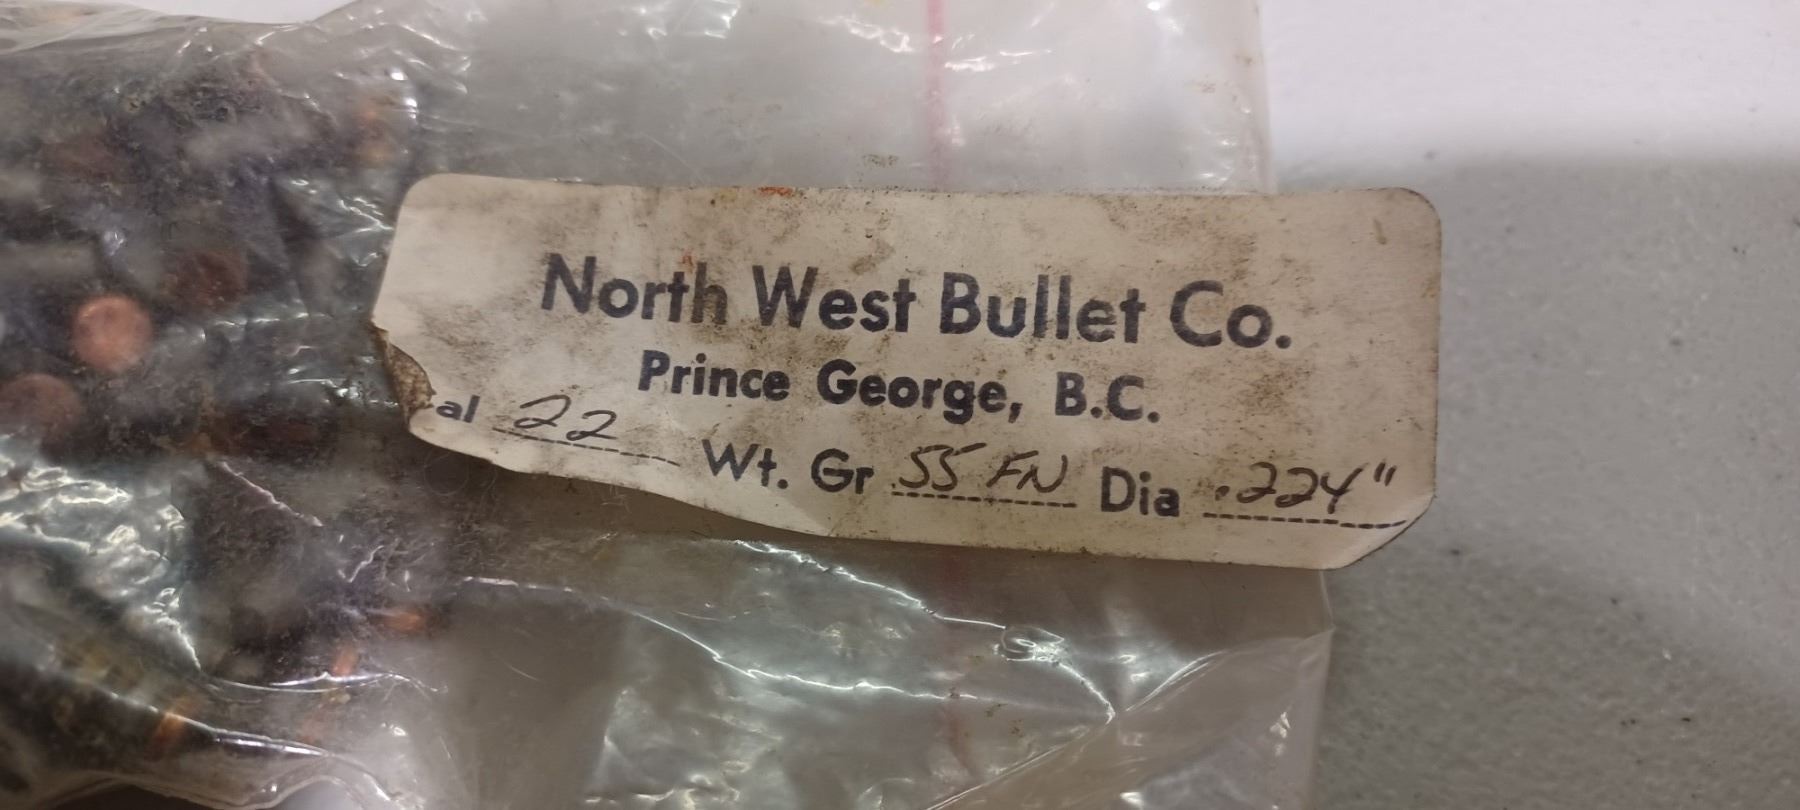 North West Bullet Co.
Prince George, B.C.
al 22 Wt. Gr 55 FN Dia .224"